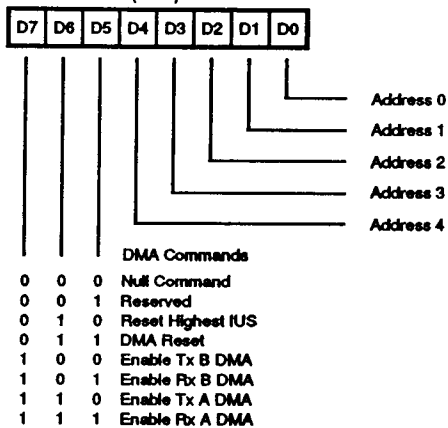 D7 D6 D5 D4 D3 D2 D1 D0
Address 0
Address 1
Address 2
Address 3
Address 4
DMA Commands
0 0 0 Null Command
0 0 1 Reserved
0 1 0 Reset Highest IUS
0 1 1 DMA Reset
1 0 0 Enable Tx B DMA
1 0 1 Enable Rx B DMA
1 1 0 Enable Tx A DMA
1 1 1 Enable Rx A DMA